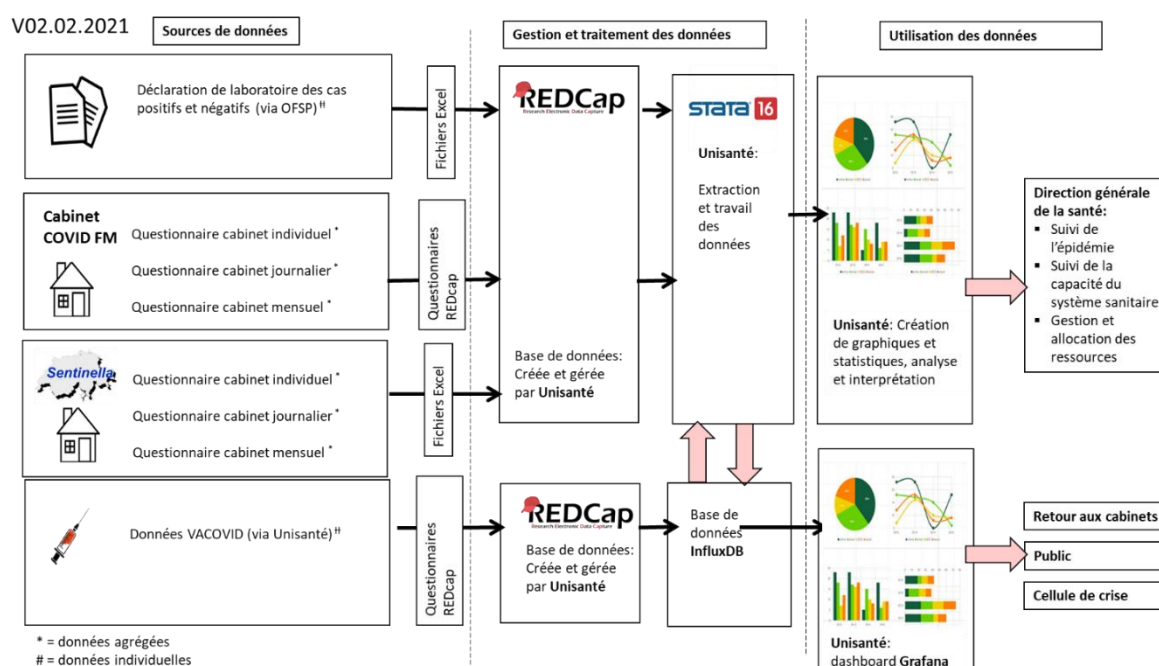 V02.02.2021
Sources de données
Gestion et traitement des données
Utilisation des données
Déclaration de laboratoire des cas
positifs et négatifs (via OFSP)#
Fichiers Excel
Cabinet
COVID FM
Questionnaire cabinet individuel *
Questionnaire cabinet journalier *
Questionnaire cabinet mensuel *
Questionnaires
REDcap
Sentinella
Questionnaire cabinet individuel *
Questionnaire cabinet journalier *
Questionnaire cabinet mensuel *
Fichiers Excel
Données VACOVID (via Unisanté)#
Questionnaires
REDcap
* = données agrégées
# = données individuelles
REDCap
Research Electronic Data Capture
Base de données:
Créée et gérée
par Unisanté
REDCap
Research Electronic Data Capture
Base de données:
Créée et gérée
par Unisanté
STATA 16
Unisanté:
Extraction
et travail
des
données
Base de
données
InfluxDB
Unisanté: Création
de graphiques et
statistiques, analyse
et interprétation
Unisanté:
dashboard Grafana
Direction générale
de la santé:
▪ Suivi de
l'épidémie
▪ Suivi de la
capacité du
système sanitaire
▪ Gestion et
allocation des
ressources
Retour aux cabinets
Public
Cellule de crise